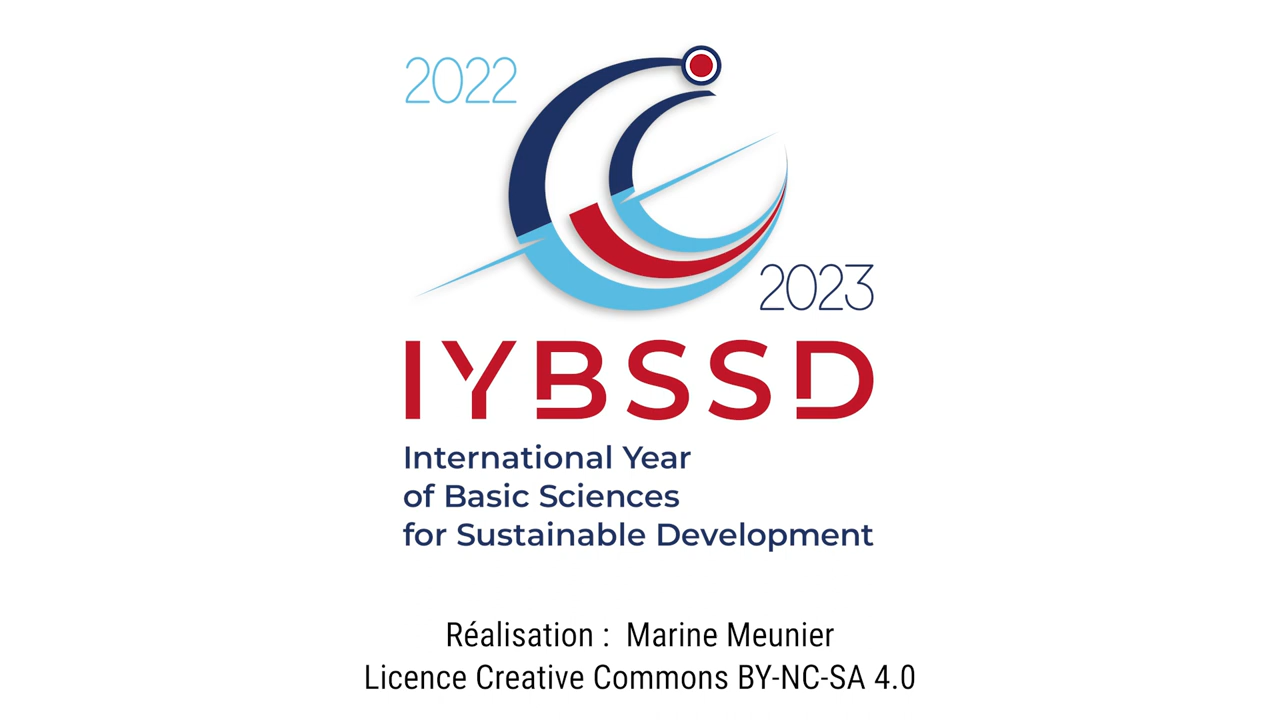 2022
2023
IYBSSD
International Year
of Basic Sciences
for Sustainable Development
Réalisation : Marine Meunier
Licence Creative Commons BY-NC-SA 4.0